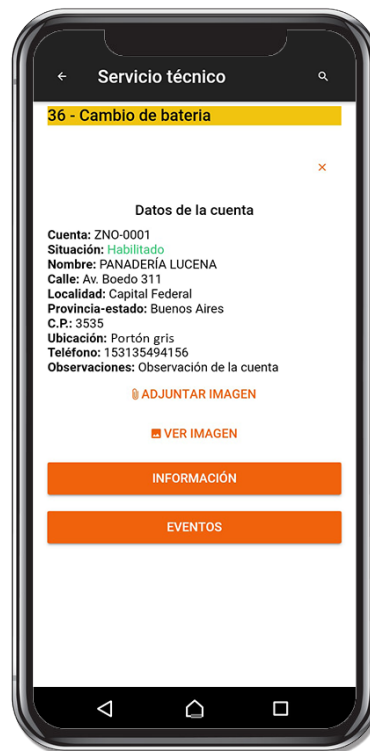 Servicio técnico
36 - Cambio de bateria
Datos de la cuenta
Cuenta: ZNO-0001
Situación: Habilitado
Nombre: PANADERÍA LUCENA
Calle: Av. Boedo 311
Localidad: Capital Federal
Provincia-estado: Buenos Aires
C.P.: 3535
Ubicación: Portón gris
Teléfono: 153135494156
Observaciones: Observación de la cuenta
ADJUNTAR IMAGEN
VER IMAGEN
INFORMACIÓN
EVENTOS